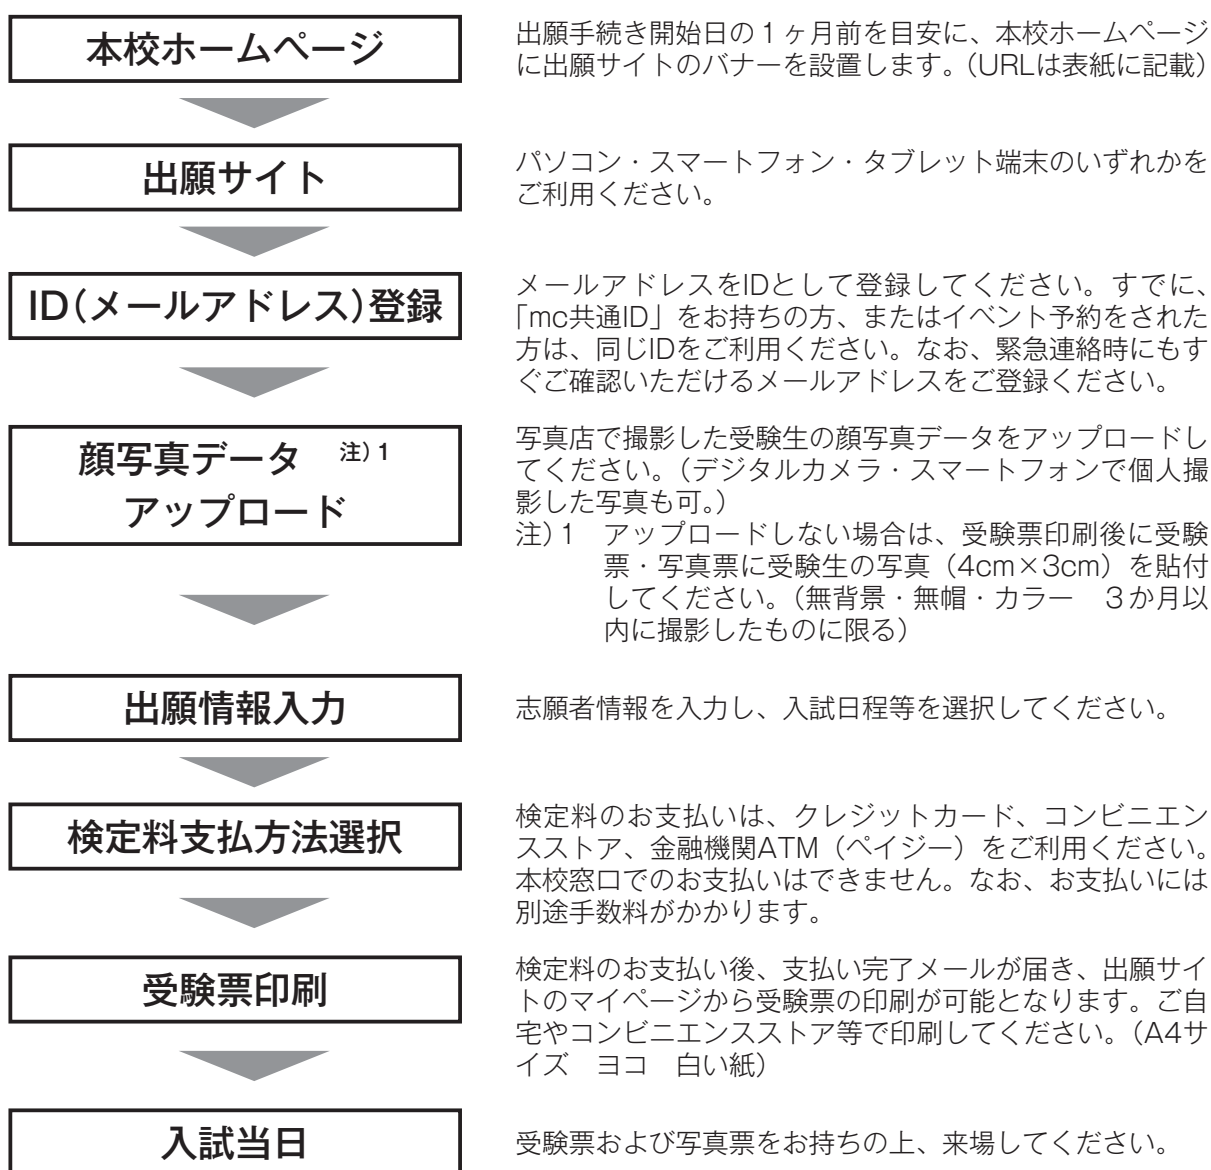 本校ホームページ
出願手続き開始日の１ヶ月前を目安に、本校ホームページ
に出願サイトのバナーを設置します。（URLは表紙に記載）
出願サイト
パソコン・スマートフォン・タブレット端末のいずれかを
ご利用ください。
ID（メールアドレス）登録
メールアドレスをIDとして登録してください。すでに、
「mc共通ID」をお持ちの方、またはイベント予約をされた
方は、同じIDをご利用ください。なお、緊急連絡時にもす
ぐご確認いただけるメールアドレスをご登録ください。
顔写真データ　注）1
アップロード
写真店で撮影した受験生の顔写真データをアップロードし
てください。（デジタルカメラ・スマートフォンで個人撮
影した写真も可。）
注）1　アップロードしない場合は、受験票印刷後に受験
票・写真票に受験生の写真（4cm×3cm）を貼付
してください。（無背景・無帽・カラー　３か月以
内に撮影したものに限る）
出願情報入力
志願者情報を入力し、入試日程等を選択してください。
検定料支払方法選択
検定料のお支払いは、クレジットカード、コンビニエン
スストア、金融機関ATM（ペイジー）をご利用ください。
本校窓口でのお支払いはできません。なお、お支払いには
別途手数料がかかります。
受験票印刷
検定料のお支払い後、支払い完了メールが届き、出願サイ
トのマイページから受験票の印刷が可能となります。ご自
宅やコンビニエンスストア等で印刷してください。（A4サ
イズ　ヨコ　白い紙）
入試当日
受験票および写真票をお持ちの上、来場してください。